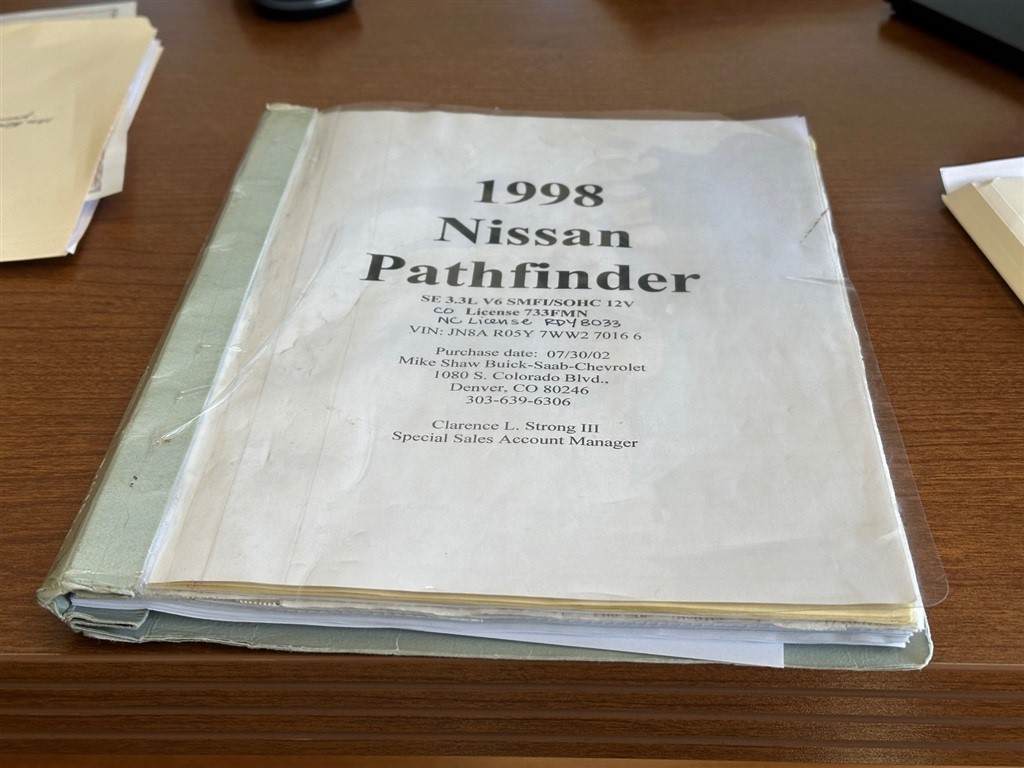 1998
Nissan
Pathfinder
SE 3.3L V6 SMFI/SOHC 12V
CO License 733FMN
NC License RDY8033
VIN: JN8A R05Y 7WW2 7016 6
Purchase date: 07/30/02
Mike Shaw Buick-Saab-Chevrolet
1080 S. Colorado Blvd.,
Denver, CO 80246
303-639-6306
Clarence L. Strong III
Special Sales Account Manager